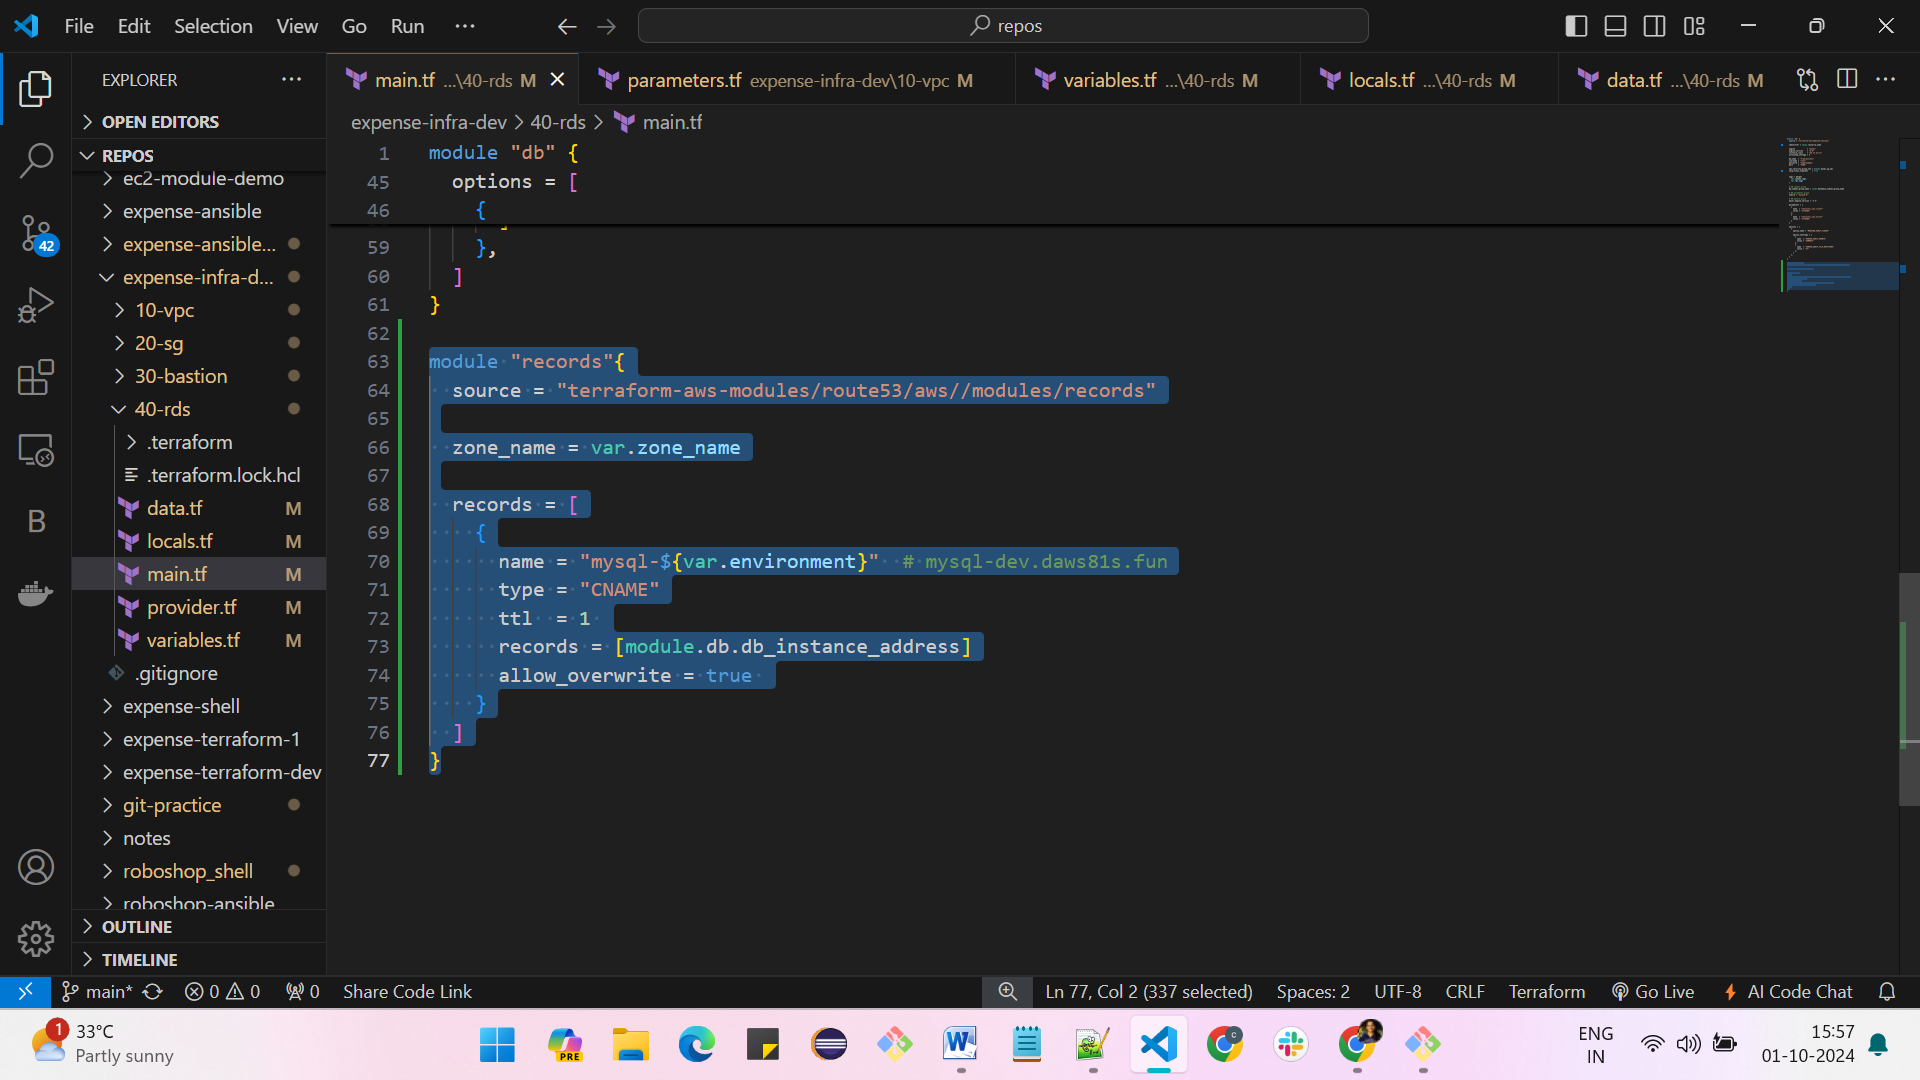 File Edit Selection View Go Run ···
repos
EXPLORER ···
OPEN EDITORS
REPOS
ec2-module-demo
expense-ansible
expense-ansible...
expense-infra-d...
10-vpc
20-sg
30-bastion
40-rds
.terraform
.terraform.lock.hcl
data.tf M
locals.tf M
main.tf M
provider.tf M
variables.tf M
.gitignore
expense-shell
expense-terraform-1
expense-terraform-dev
git-practice
notes
roboshop_shell
roboshop-ansible
OUTLINE
TIMELINE
42
B
main.tf ...\40-rds M
parameters.tf expense-infra-dev\10-vpc M
variables.tf ...\40-rds M
locals.tf ...\40-rds M
data.tf ...\40-rds M
expense-infra-dev > 40-rds > main.tf
1 module "db" {
45 options = [
46 {
59 },
60 ]
61 }
62
63 module "records"{
64 source = "terraform-aws-modules/route53/aws//modules/records"
65
66 zone_name = var.zone_name
67
68 records = [
69 {
70 name = "mysql-${var.environment}" # mysql-dev.daws81s.fun
71 type = "CNAME"
72 ttl = 1
73 records = [module.db.db_instance_address]
74 allow_overwrite = true
75 }
76 ]
77 }
main* 0 0 0 Share Code Link
Ln 77, Col 2 (337 selected) Spaces: 2 UTF-8 CRLF Terraform Go Live AI Code Chat
1
33°C
Partly sunny
PRE
W
C
ENG
IN
15:57
01-10-2024